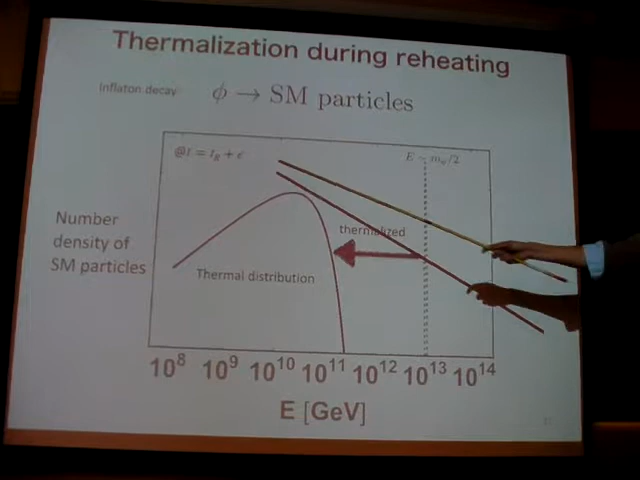 Thermalization during reheating
Inflaton decay
ϕ → SM particles
@t = t_R + ϵ
E ~ m_ϕ/2
Number
density of
SM particles
thermalized
Thermal distribution
10^8 10^9 10^10 10^11 10^12 10^13 10^14
E [GeV]